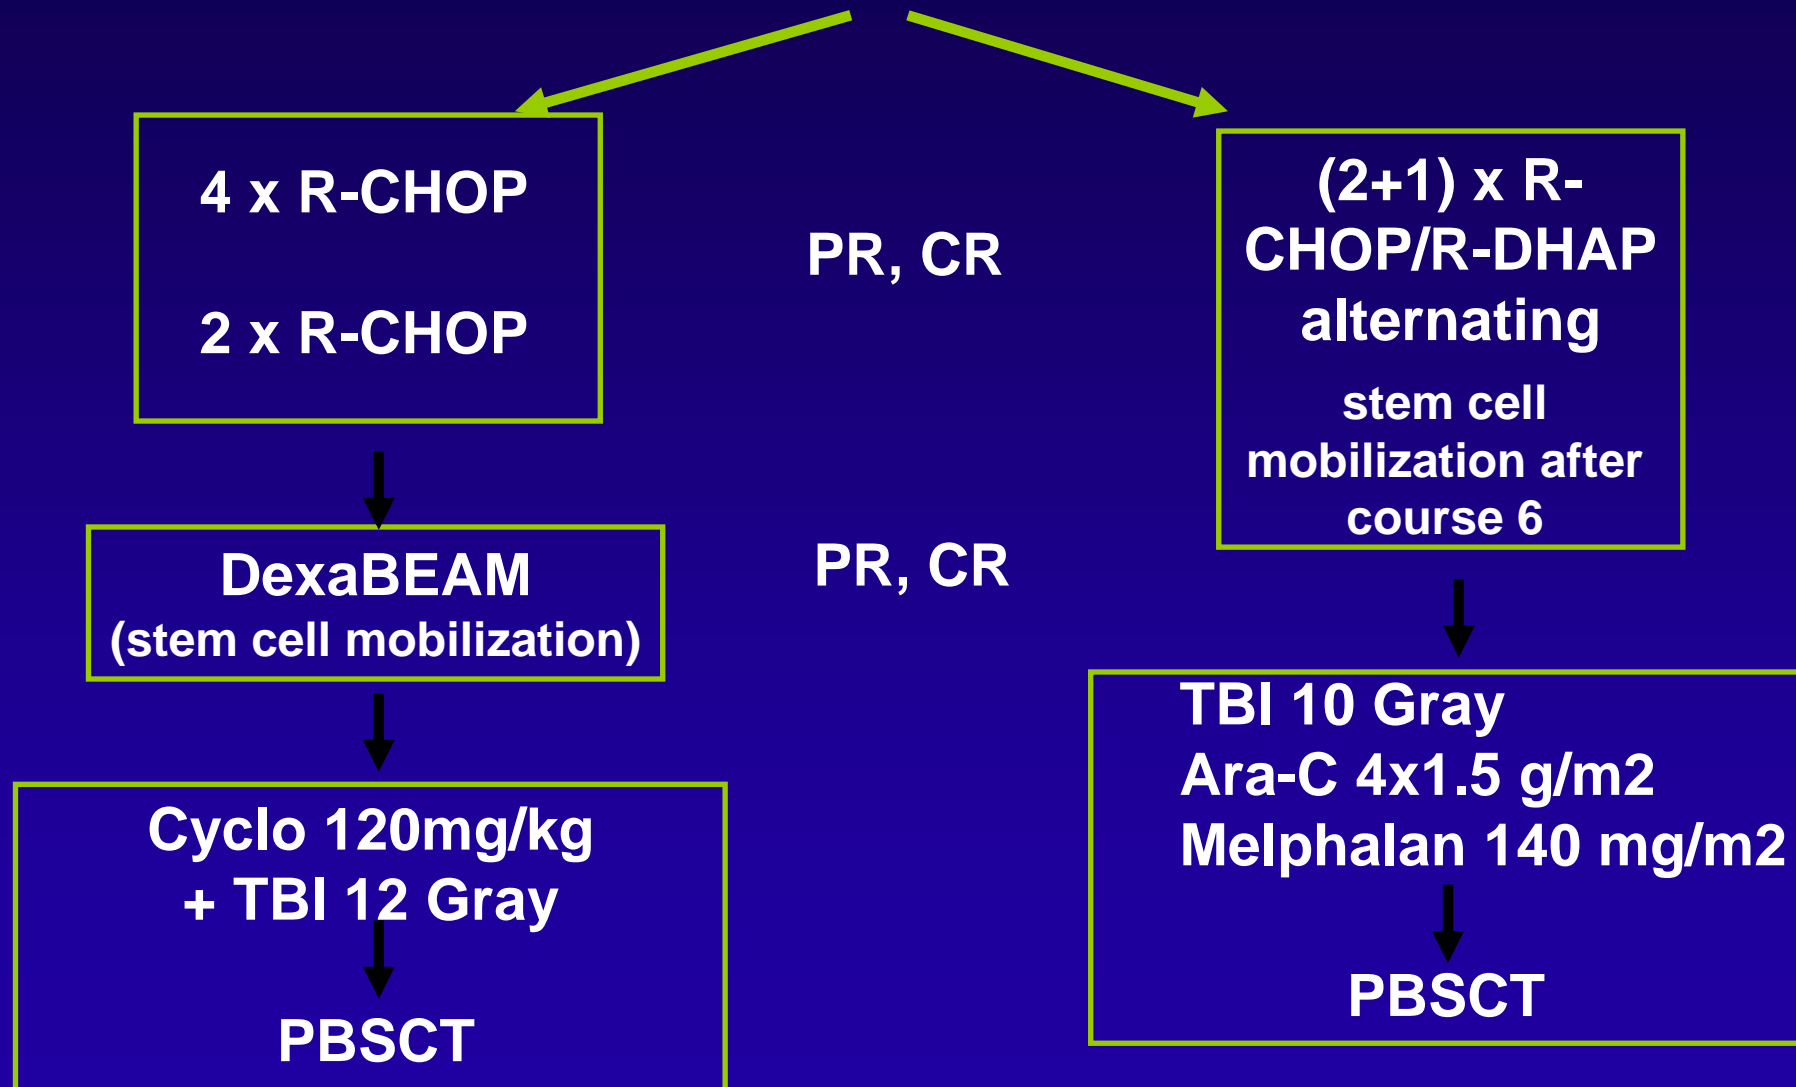 4 x R-CHOP
2 x R-CHOP
PR, CR
(2+1) x R-
CHOP/R-DHAP
alternating
stem cell
mobilization after
course 6
DexaBEAM
(stem cell mobilization)
PR, CR
Cyclo 120mg/kg
+ TBI 12 Gray
PBSCT
TBI 10 Gray
Ara-C 4x1.5 g/m2
Melphalan 140 mg/m2
PBSCT